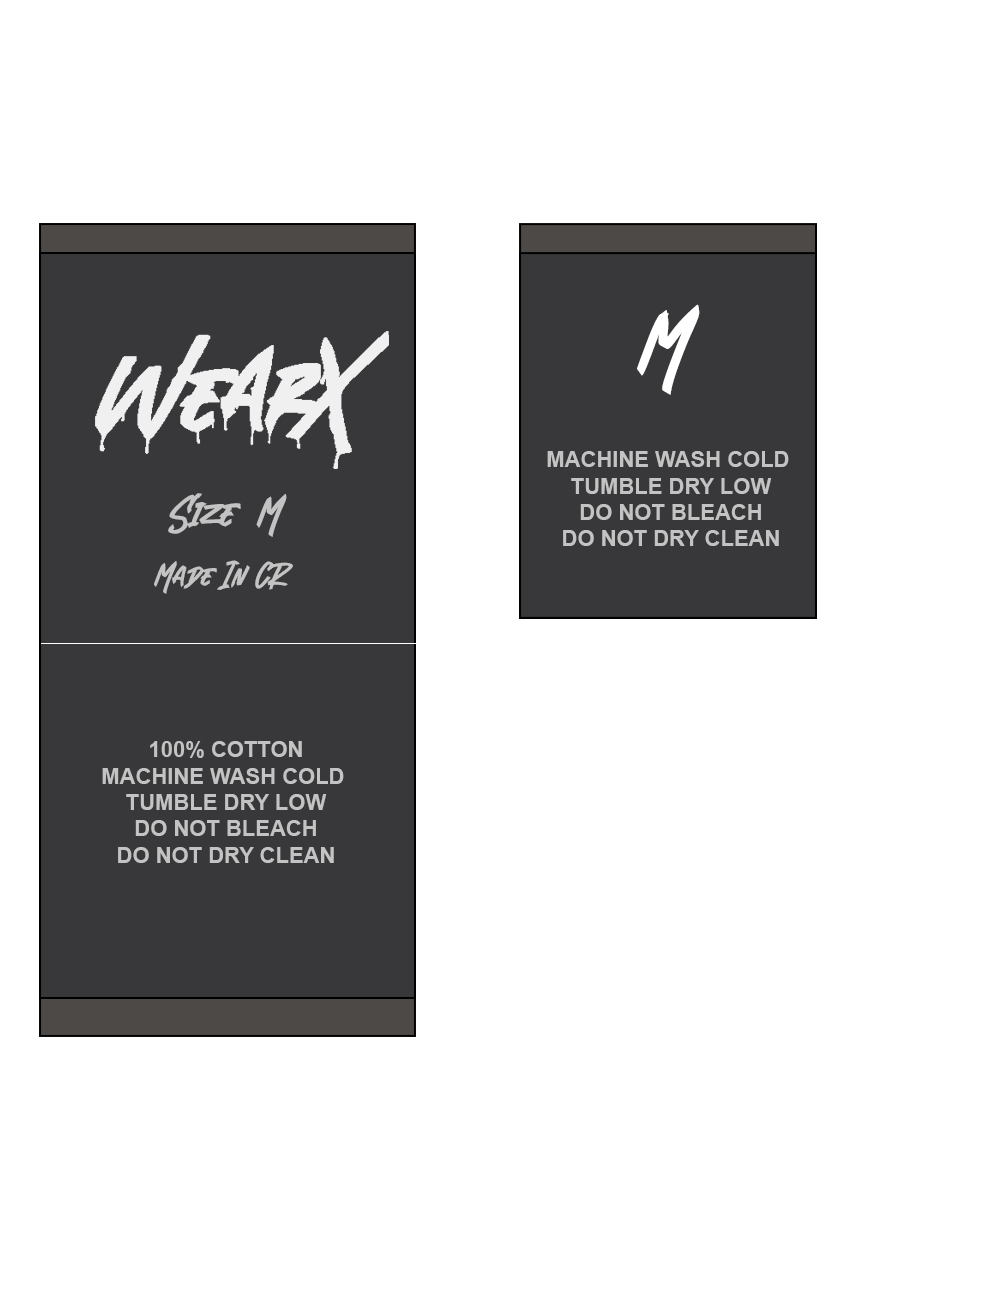 WEARX
SIZE M
MADE IN CR
100% COTTON
MACHINE WASH COLD
TUMBLE DRY LOW
DO NOT BLEACH
DO NOT DRY CLEAN
M
MACHINE WASH COLD
TUMBLE DRY LOW
DO NOT BLEACH
DO NOT DRY CLEAN